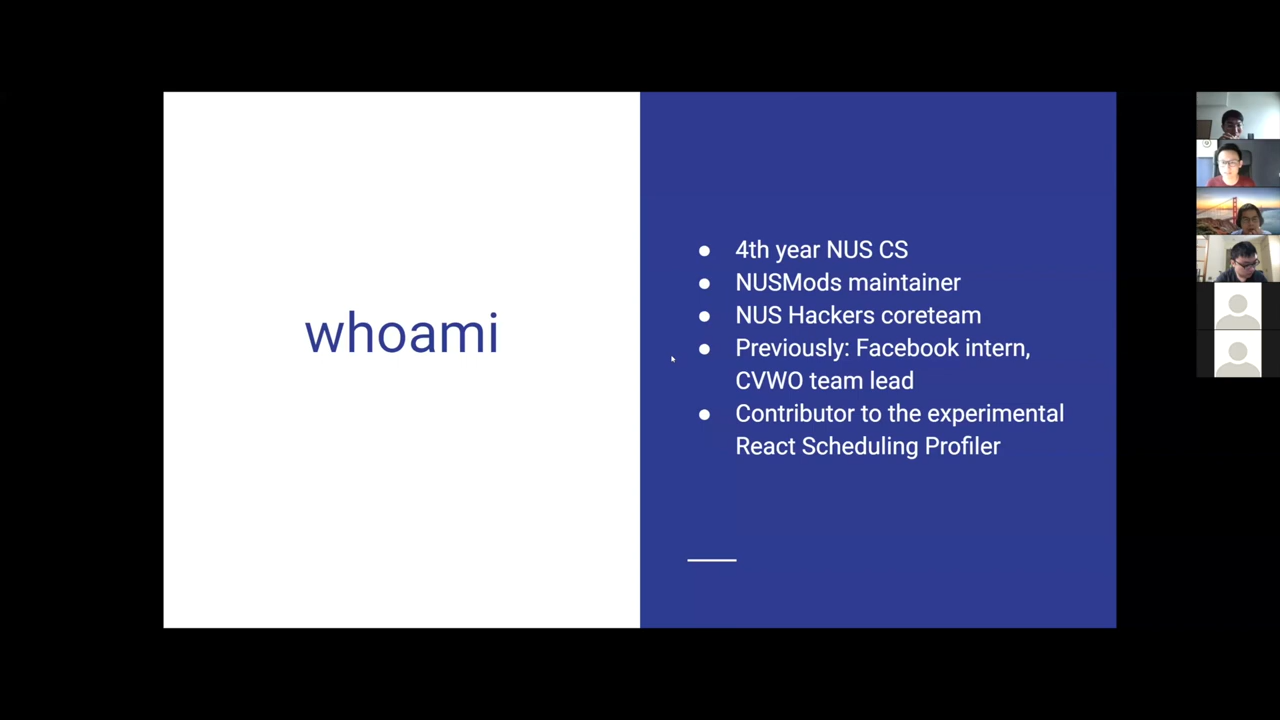 whoami
● 4th year NUS CS
● NUSMods maintainer
● NUS Hackers coreteam
● Previously: Facebook intern,
CVWO team lead
● Contributor to the experimental
React Scheduling Profiler